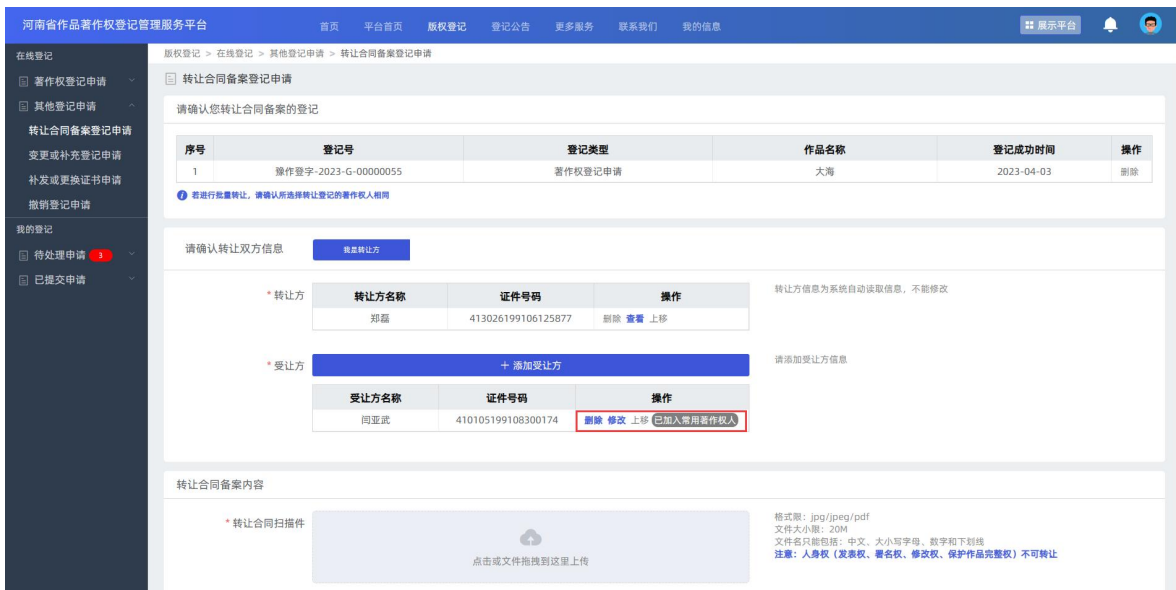 河南省作品著作权登记管理服务平台
首页 平台首页 版权登记 登记公告 更多服务 联系我们 我的信息 展示平台
在线登记
著作权登记申请
其他登记申请
转让合同备案登记申请
变更或补充登记申请
补发或更换证书申请
撤销登记申请
我的登记
待处理申请 3
已提交申请
版权登记 > 在线登记 > 其他登记申请 > 转让合同备案登记申请
转让合同备案登记申请
请确认您转让合同备案的登记
序号 登记号 登记类型 作品名称 登记成功时间 操作
1 豫作登字-2023-G-00000055 著作权登记申请 大海 2023-04-03 删除
若进行批量转让，请确认所选择转让登记的著作权人相同
请确认转让双方信息 我是转让方
* 转让方 转让方名称 证件号码 操作 转让方信息为系统自动读取信息，不能修改
郑磊 413026199106125877 删除 查看 上移
* 受让方 + 添加受让方 请添加受让方信息
受让方名称 证件号码 操作
闫亚武 410105199108300174 删除 修改 上移 已加入常用著作权人
转让合同备案内容
* 转让合同扫描件 点击或文件拖拽到这里上传
格式限：jpg/jpeg/pdf
文件大小限：20M
文件名只能包括：中文、大小写字母、数字和下划线
注意：人身权（发表权、署名权、修改权、保护作品完整权）不可转让